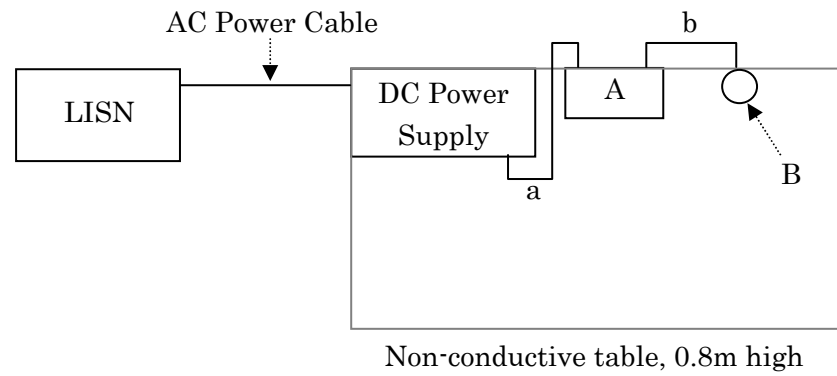 AC Power Cable
b
LISN
DC Power
Supply
A
B
a
Non-conductive table, 0.8m high